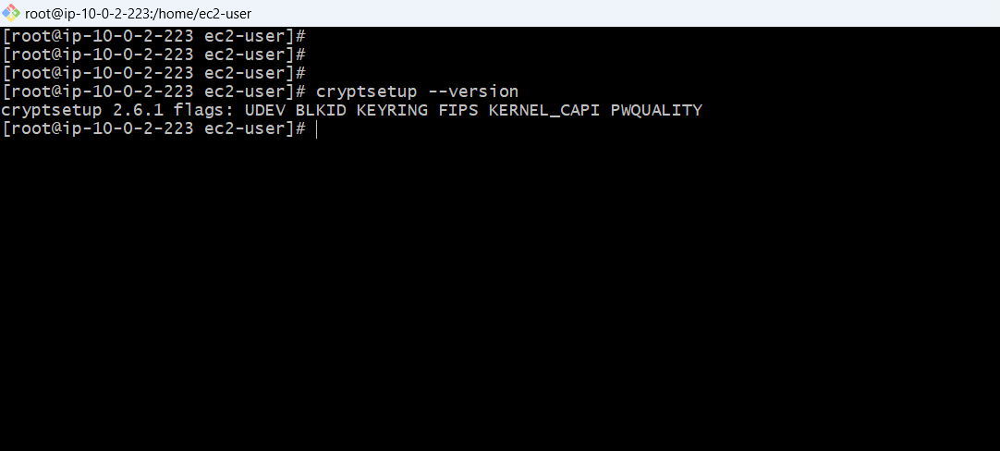 root@ip-10-0-2-223:/home/ec2-user
[root@ip-10-0-2-223 ec2-user]#
[root@ip-10-0-2-223 ec2-user]#
[root@ip-10-0-2-223 ec2-user]#
[root@ip-10-0-2-223 ec2-user]# cryptsetup --version
cryptsetup 2.6.1 flags: UDEV BLKID KEYRING FIPS KERNEL_CAPI PWQUALITY
[root@ip-10-0-2-223 ec2-user]#